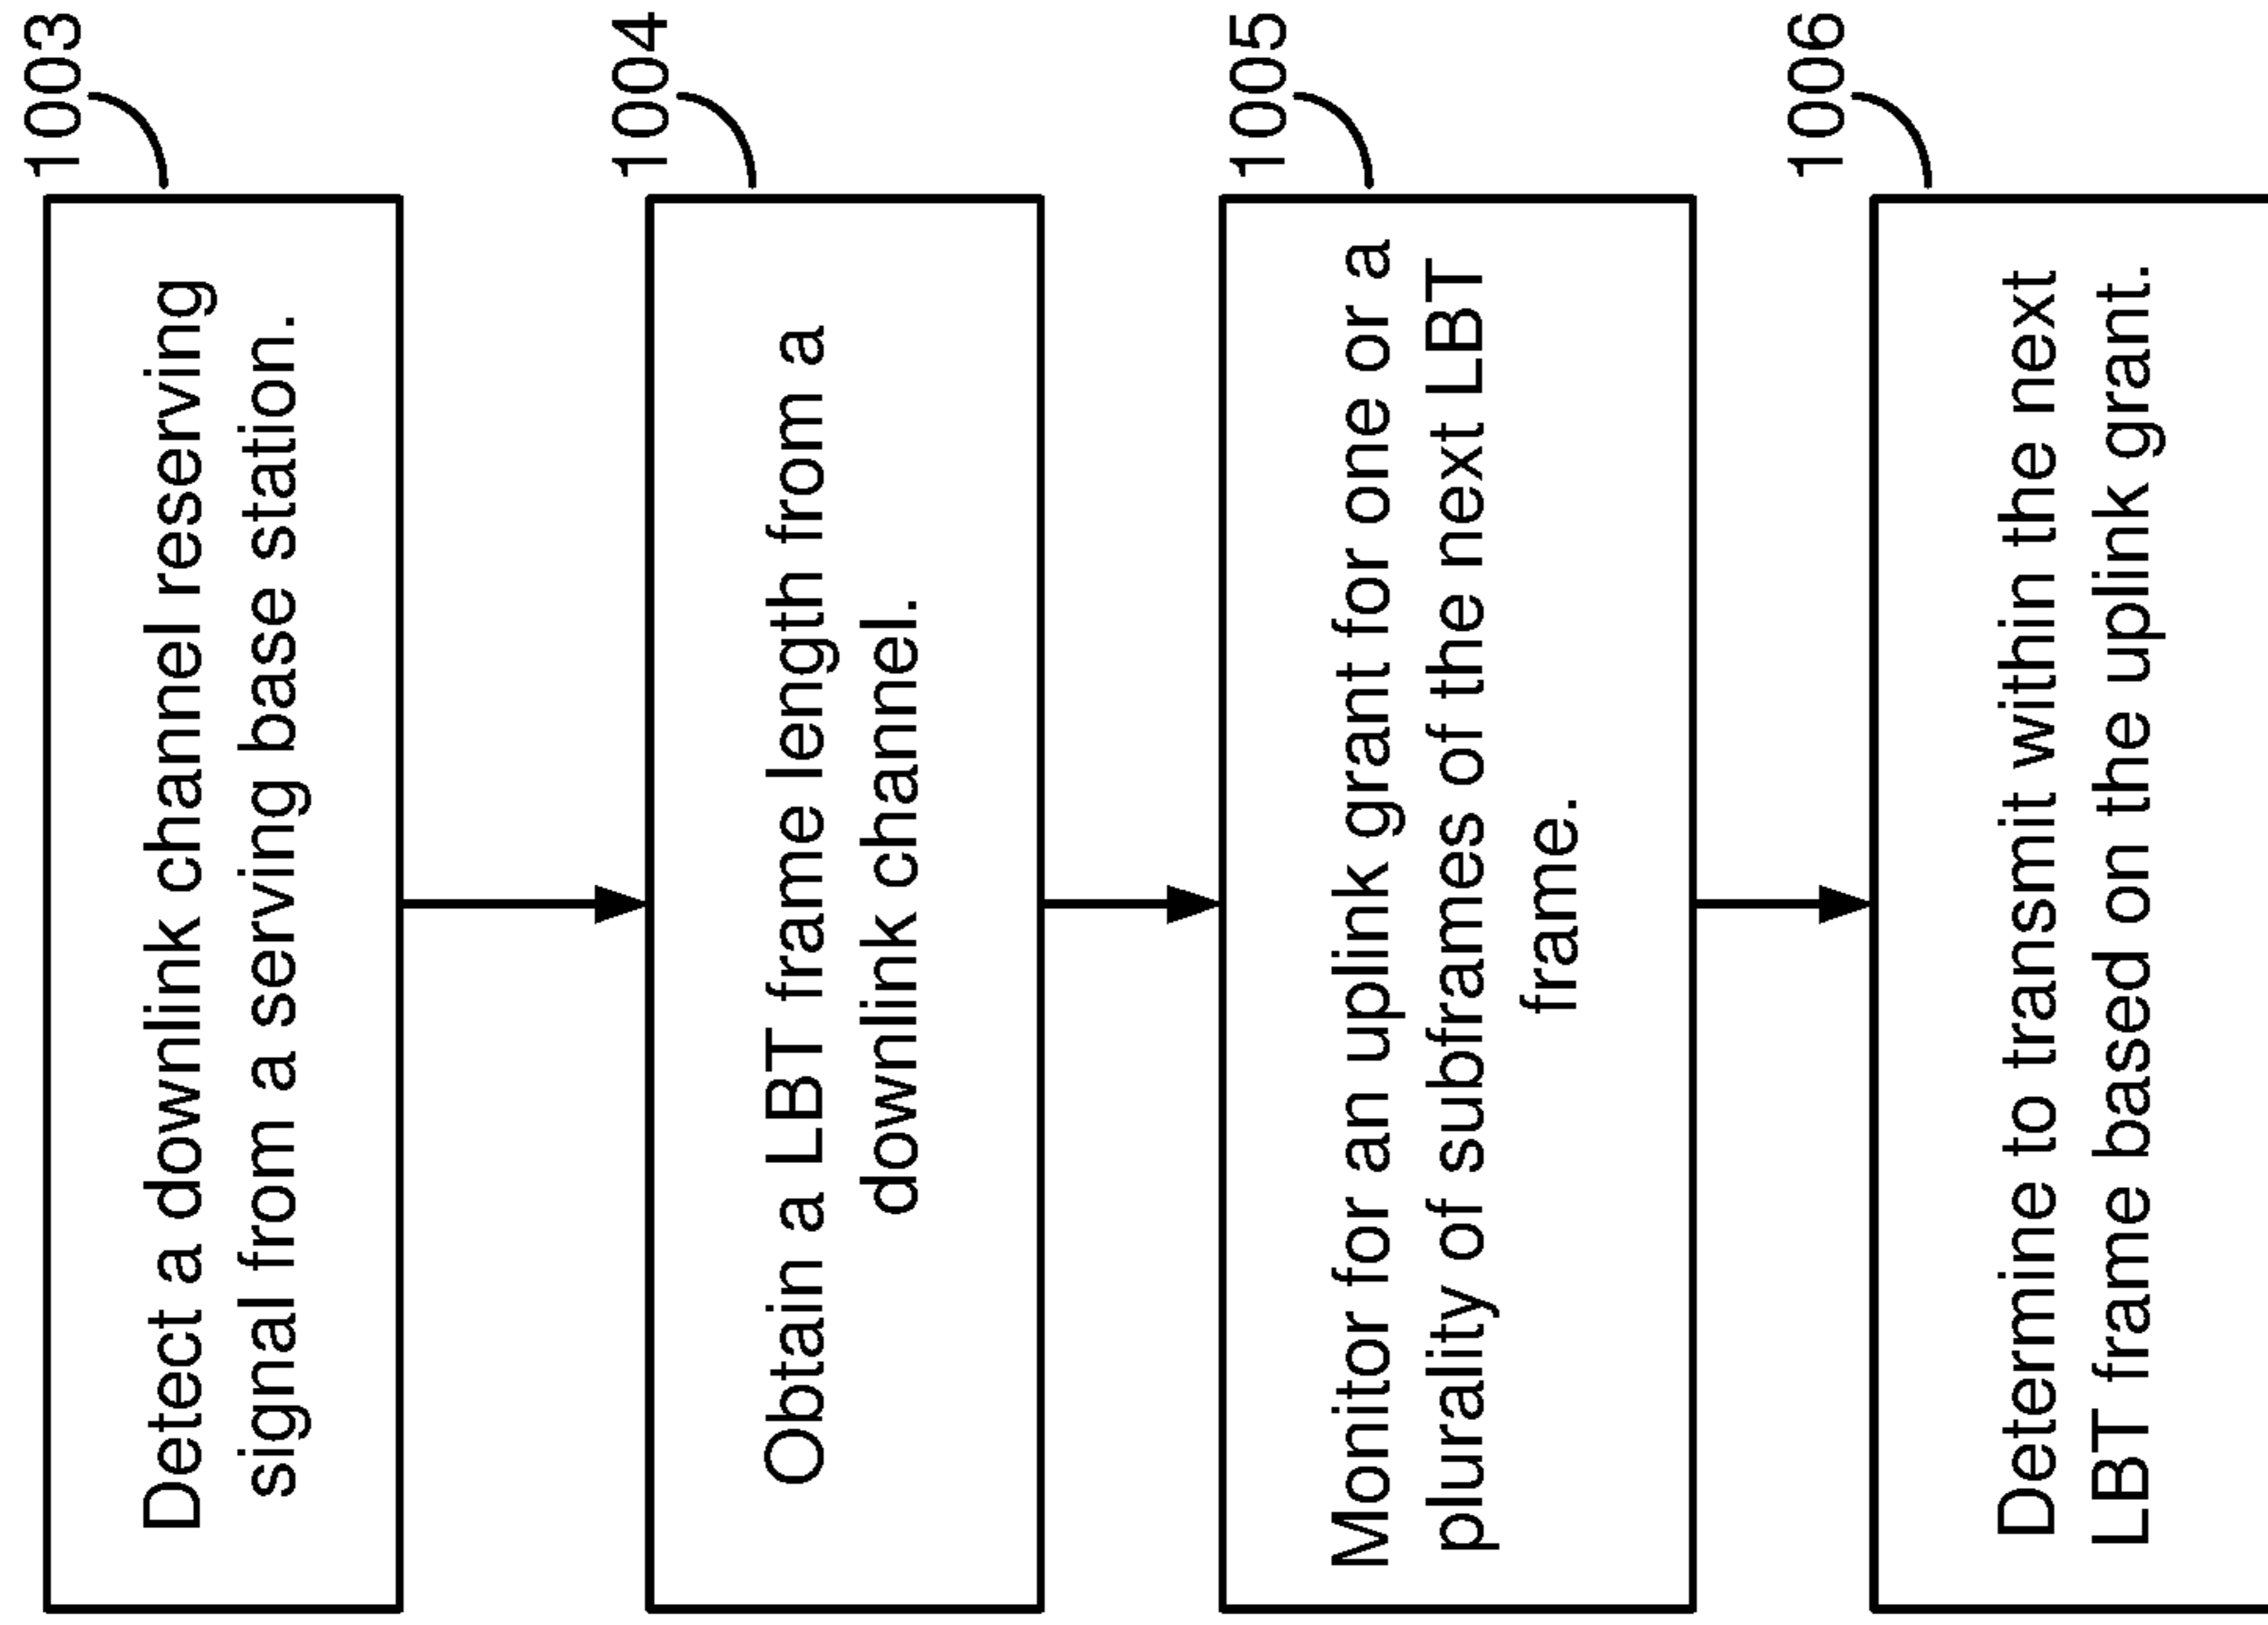 1003
Detect a downlink channel reserving
signal from a serving base station.
1004
Obtain a LBT frame length from a
downlink channel.
1005
Monitor for an uplink grant for one or a
plurality of subframes of the next LBT
frame.
1006
Determine to transmit within the next
LBT frame based on the uplink grant.